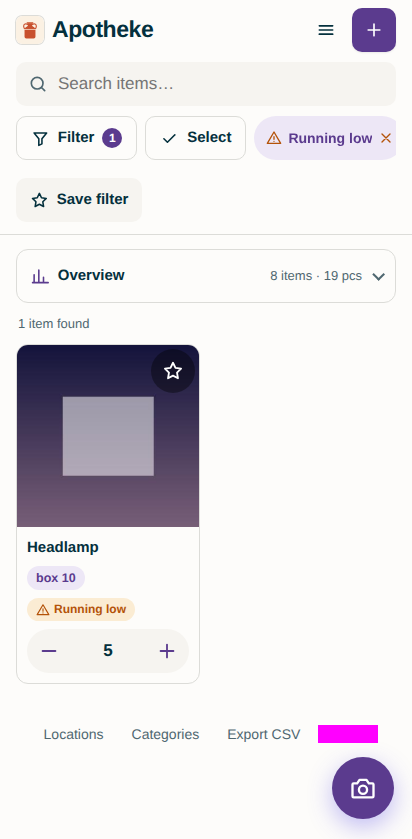 Apotheke
Search items…
Filter 1
Select
Running low
Save filter
Overview
8 items · 19 pcs
1 item found
Headlamp
box 10
Running low
5
Locations
Categories
Export CSV